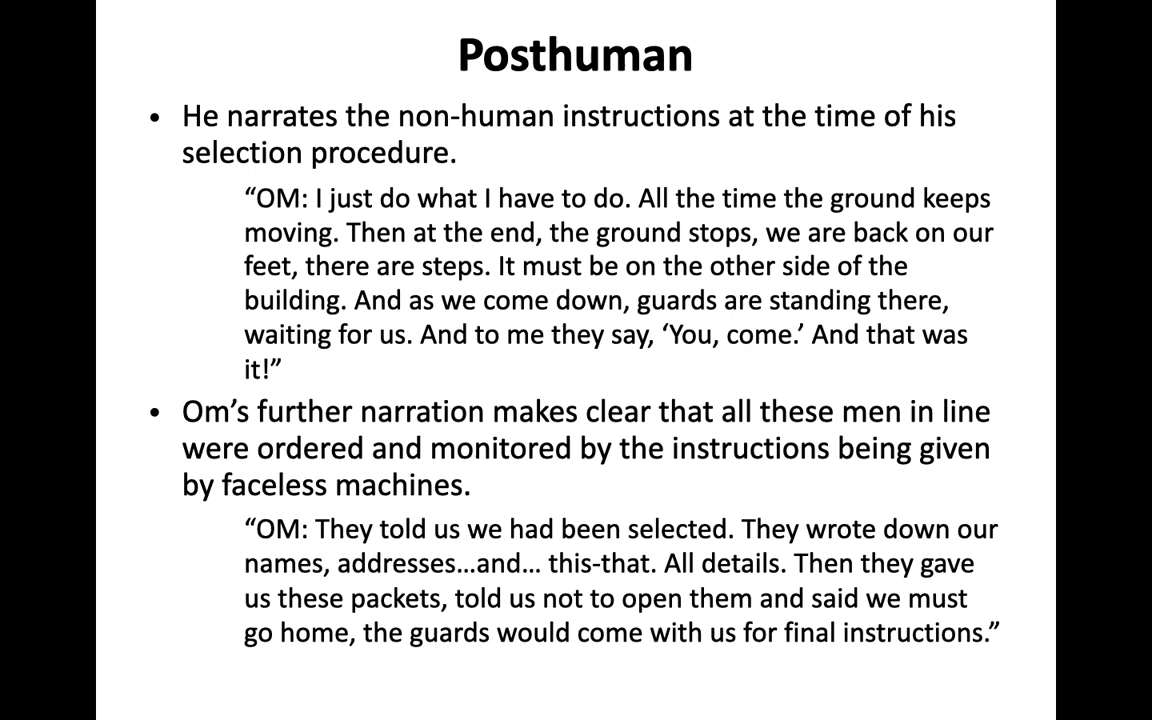 Posthuman
• He narrates the non-human instructions at the time of his
selection procedure.
“OM: I just do what I have to do. All the time the ground keeps
moving. Then at the end, the ground stops, we are back on our
feet, there are steps. It must be on the other side of the
building. And as we come down, guards are standing there,
waiting for us. And to me they say, ‘You, come.’ And that was
it!”
• Om’s further narration makes clear that all these men in line
were ordered and monitored by the instructions being given
by faceless machines.
“OM: They told us we had been selected. They wrote down our
names, addresses…and… this-that. All details. Then they gave
us these packets, told us not to open them and said we must
go home, the guards would come with us for final instructions.”